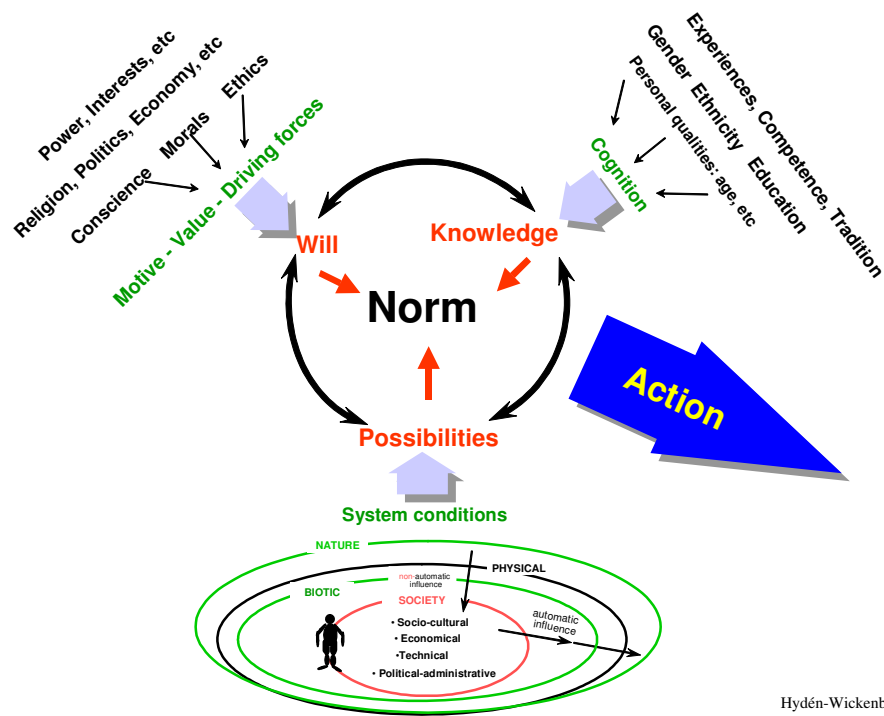 Power, Interests, etc
Religion, Politics, Economy, etc
Conscience Morals Ethics
Motive - Value - Driving forces
Experiences, Competence, Tradition
Gender Ethnicity Education
Personal qualities: age, etc
Cognition
Will
Knowledge
Norm
Possibilities
Action
System conditions
NATURE
PHYSICAL
BIOTIC
non-automatic
influence
SOCIETY
• Socio-cultural
• Economical
•Technical
• Political-administrative
automatic
influence
Hydén-Wickenb